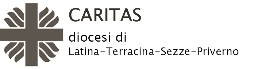 CARITAS
diocesi di
Latina-Terracina-Sezze-Priverno